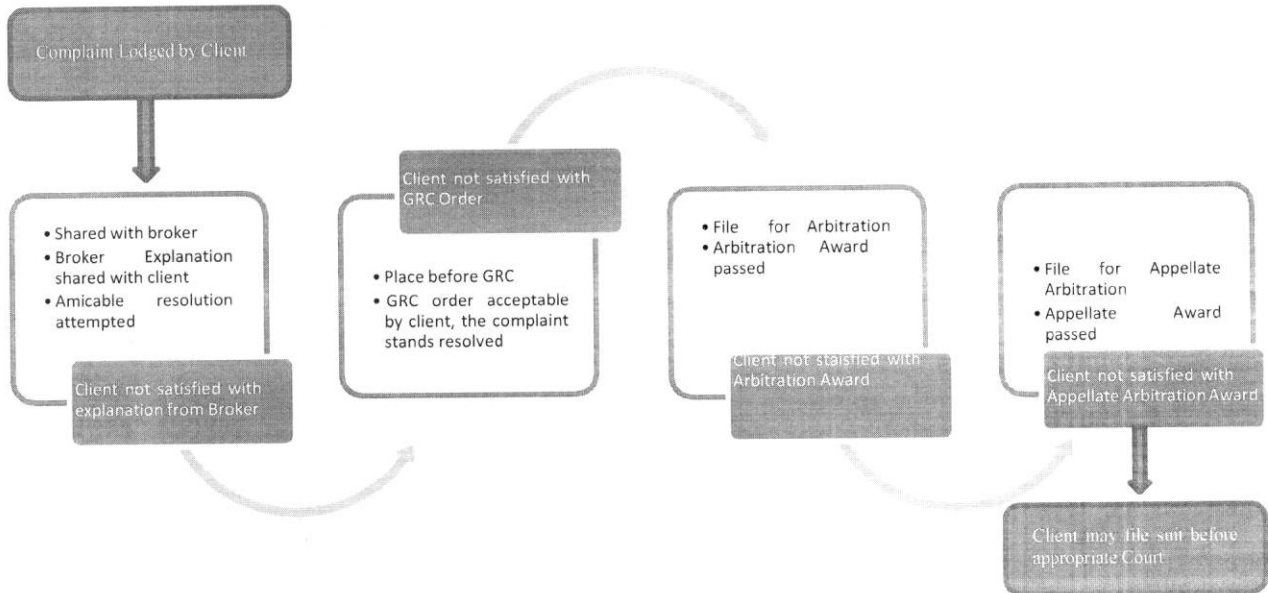 Complaint Lodged by Client
• Shared with broker
• Broker Explanation
shared with client
• Amicable resolution
attempted
Client not satisfied with
explanation from Broker
Client not satisfied with
GRC Order
• Place before GRC
• GRC order acceptable
by client, the complaint
stands resolved
• File for Arbitration
• Arbitration Award
passed
Client not staisfied with
Arbitration Award
• File for Appellate
Arbitration
• Appellate Award
passed
Client not satisfied with
Appellate Arbitration Award
Client may file suit before
appropriate Court